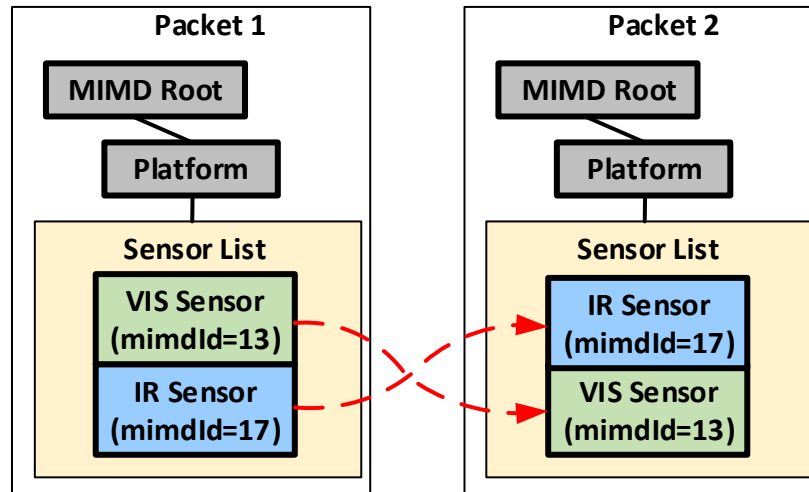 Packet 1
MIMD Root
Platform
Sensor List
VIS Sensor
(mimdId=13)
IR Sensor
(mimdId=17)
Packet 2
MIMD Root
Platform
Sensor List
IR Sensor
(mimdId=17)
VIS Sensor
(mimdId=13)